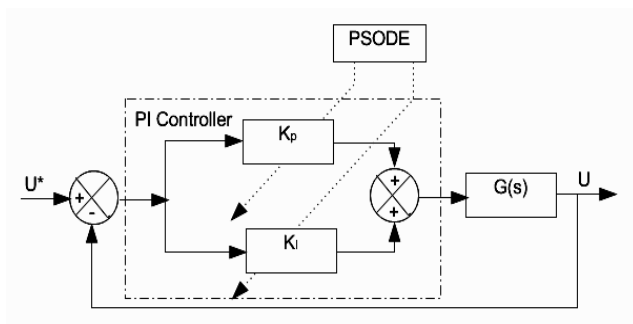 PSODE
PI Controller
Kp
U*
+
-
+
+
G(s)
U
KI